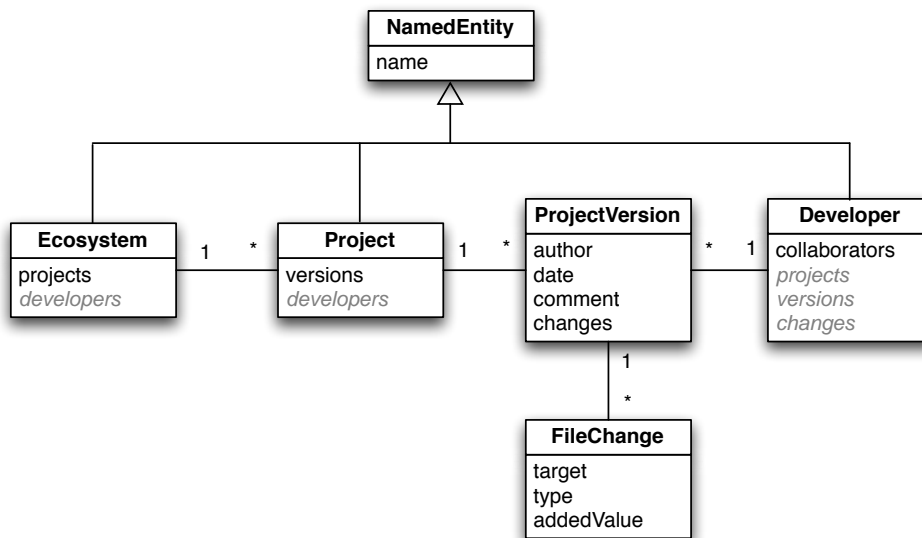 NamedEntity
name
Ecosystem
projects
developers
1
*
Project
versions
developers
1
*
ProjectVersion
author
date
comment
changes
*
1
Developer
collaborators
projects
versions
changes
1
*
FileChange
target
type
addedValue